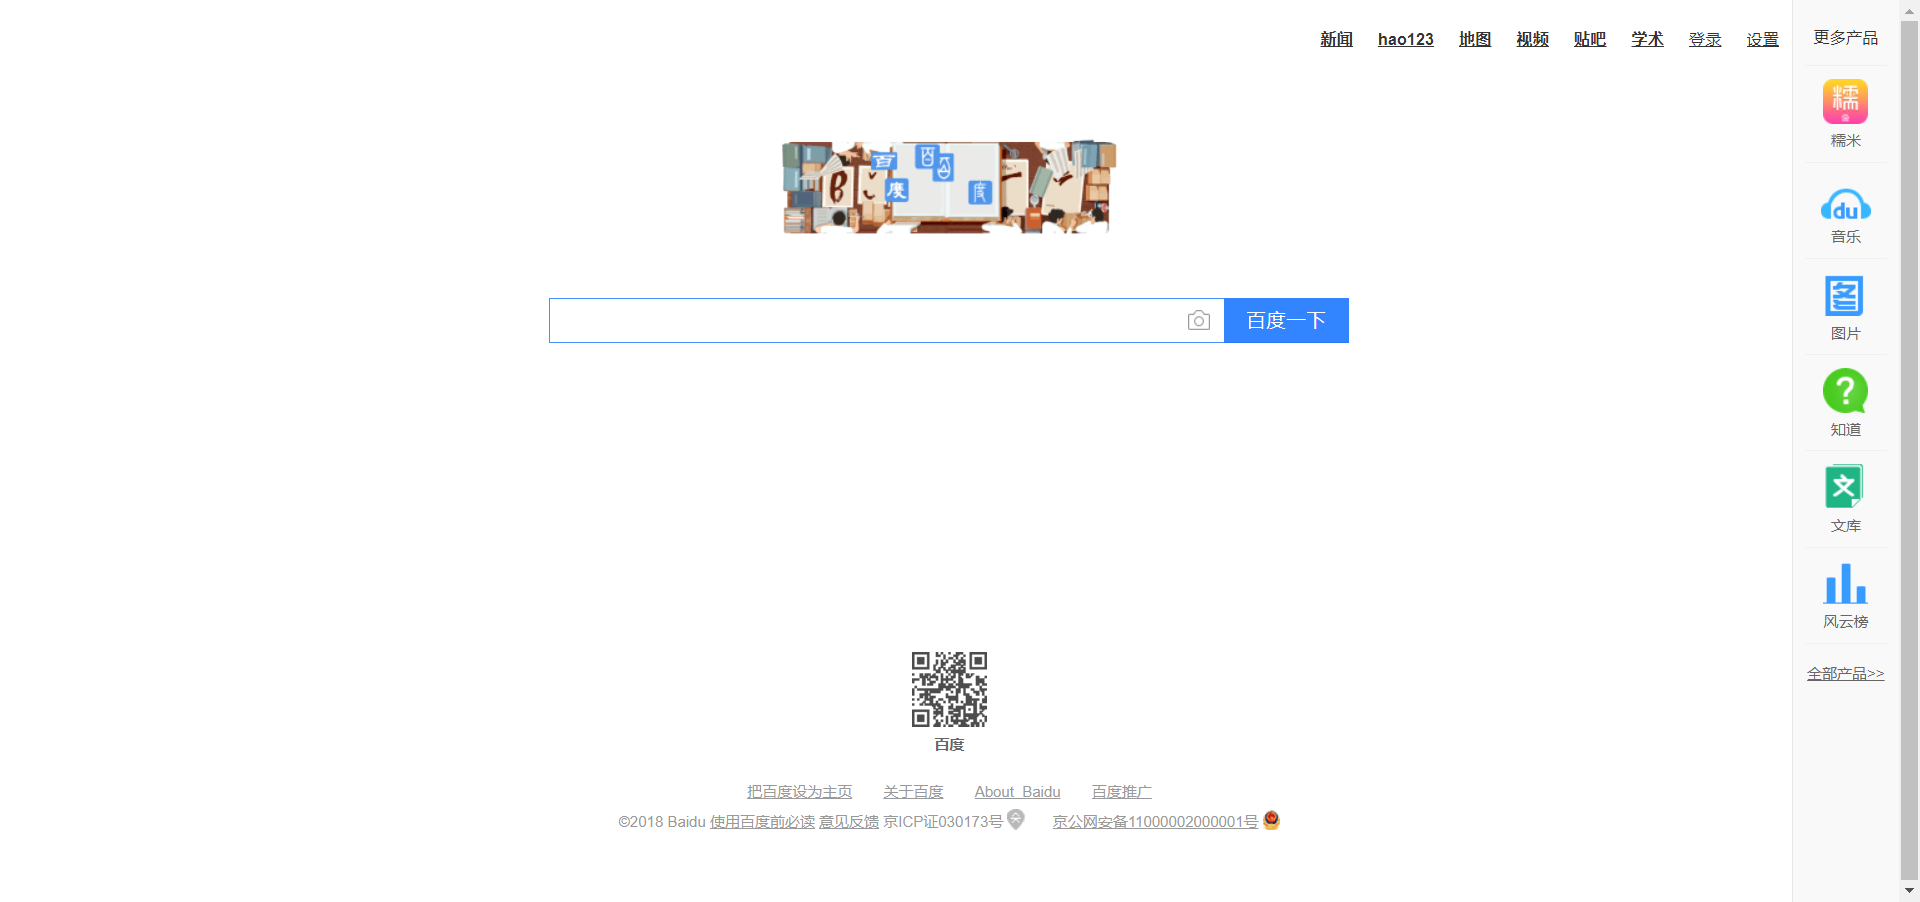 新闻 hao123 地图 视频 贴吧 学术 登录 设置
更多产品
糯
糯米
du
音乐
图片
知道
文
文库
风云榜
全部产品>>
百 百 度 度
百度一下
百度
把百度设为主页 关于百度 About Baidu 百度推广
©2018 Baidu 使用百度前必读 意见反馈 京ICP证030173号 京公网安备11000002000001号